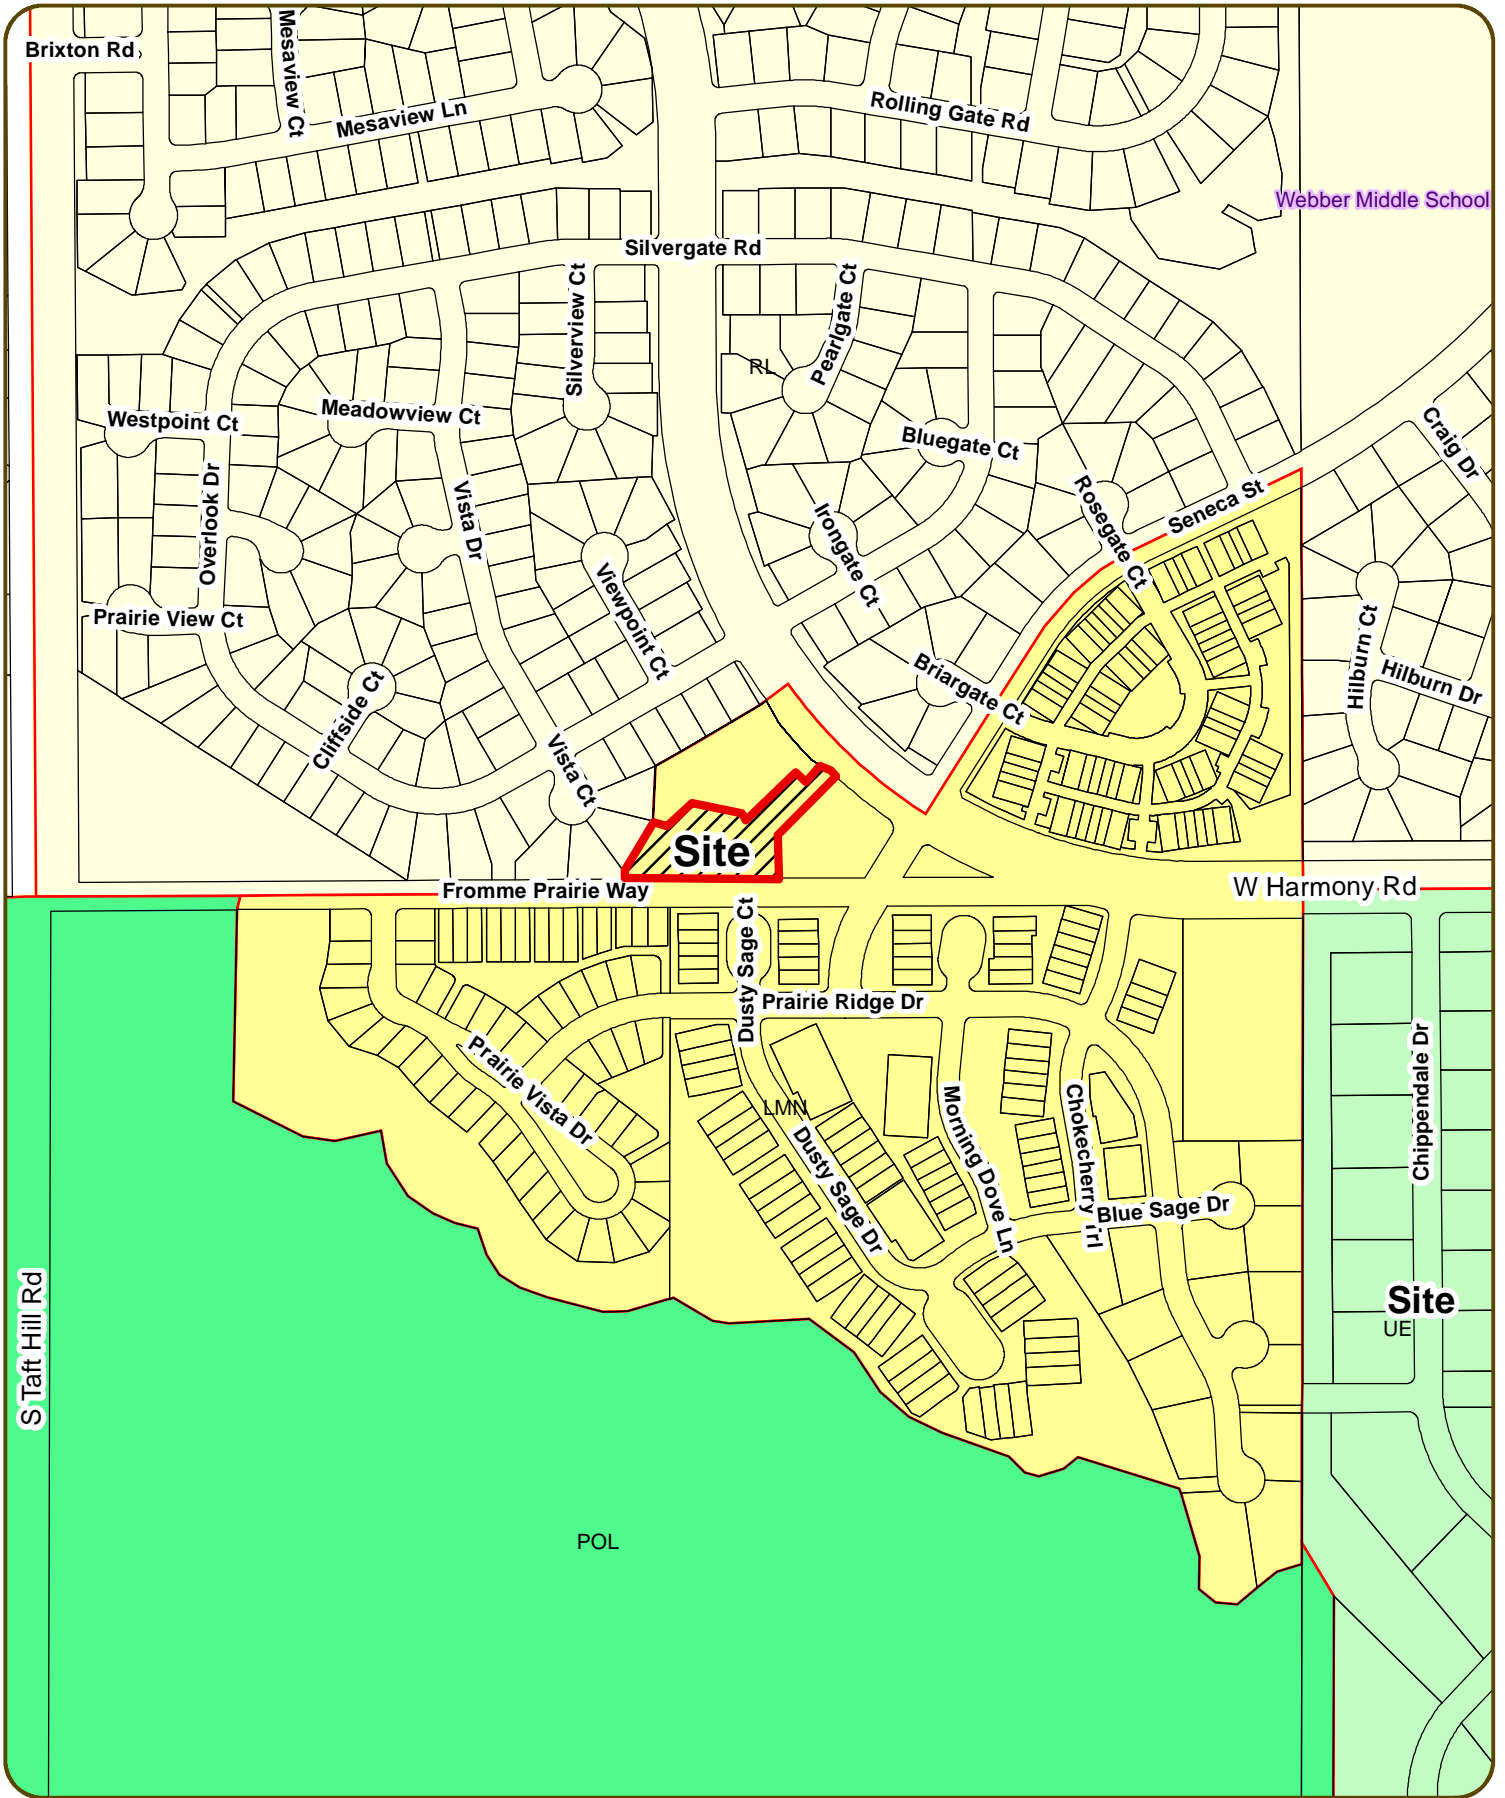 Brixton Rd
Mesaview Ct
Mesaview Ln
Rolling Gate Rd
Webber Middle School
Silvergate Rd
Silverview Ct
Pearlgate Ct
RL
Westpoint Ct
Meadowview Ct
Bluegate Ct
Craig Dr
Overlook Dr
Vista Dr
Irongate Ct
Rosegate Ct
Seneca St
Prairie View Ct
Viewpoint Ct
Hilburn Ct
Hilburn Dr
Briargate Ct
Cliffside Ct
Vista Ct
Site
Fromme Prairie Way
W Harmony Rd
Dusty Sage Ct
Prairie Ridge Dr
Prairie Vista Dr
LMN
Dusty Sage Dr
Morning Dove Ln
Chokecherry Trl
Blue Sage Dr
Chippendale Dr
S Taft Hill Rd
Site
UE
POL